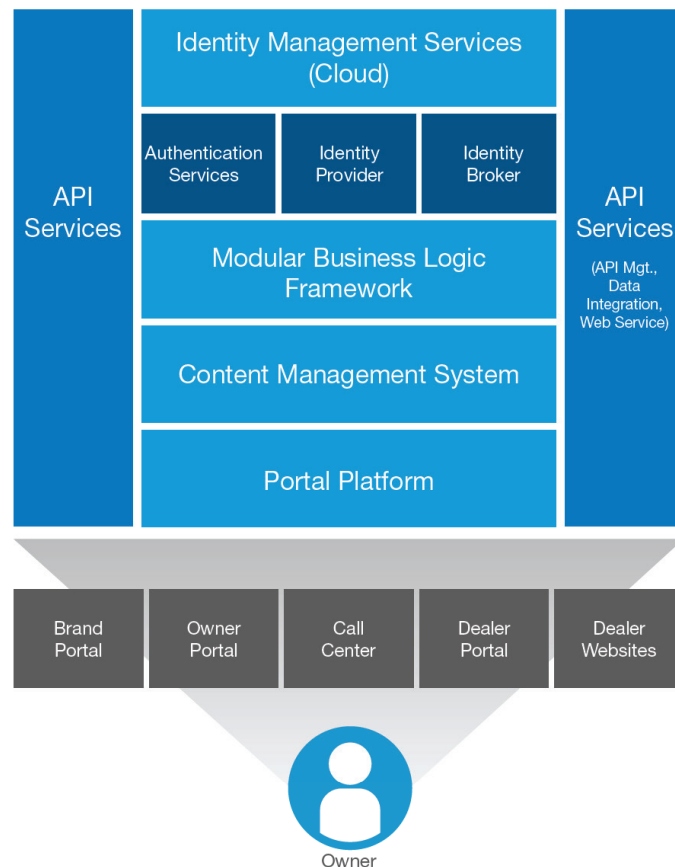 Identity Management Services
(Cloud)
API
Services
Authentication
Services
Identity
Provider
Identity
Broker
API
Services
(API Mgt.,
Data
Integration,
Web Service)
Modular Business Logic
Framework
Content Management System
Portal Platform
Brand
Portal
Owner
Portal
Call
Center
Dealer
Portal
Dealer
Websites
Owner